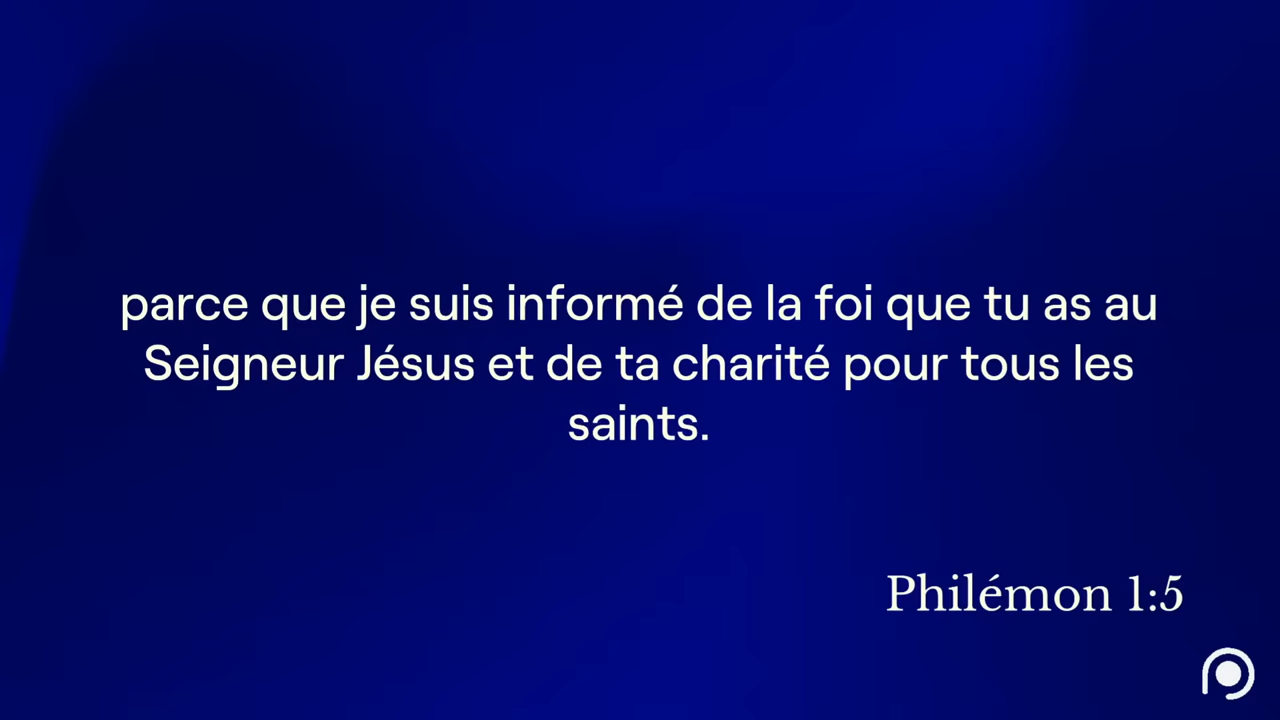 parce que je suis informé de la foi que tu as au
Seigneur Jésus et de ta charité pour tous les
saints.
Philémon 1:5